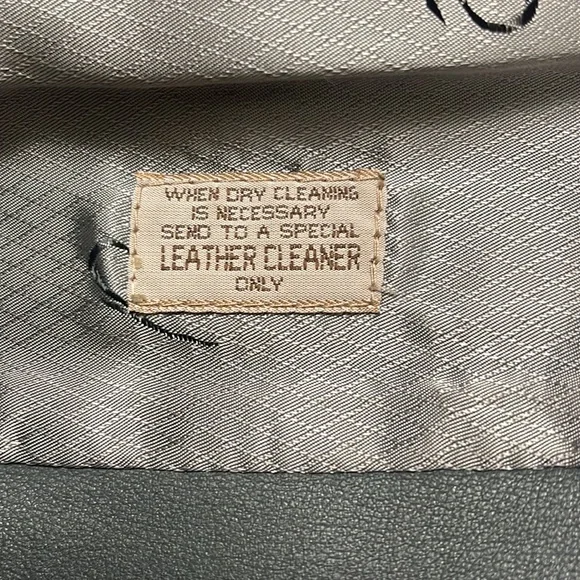 WHEN DRY CLEANING
IS NECESSARY
SEND TO A SPECIAL
LEATHER CLEANER
ONLY